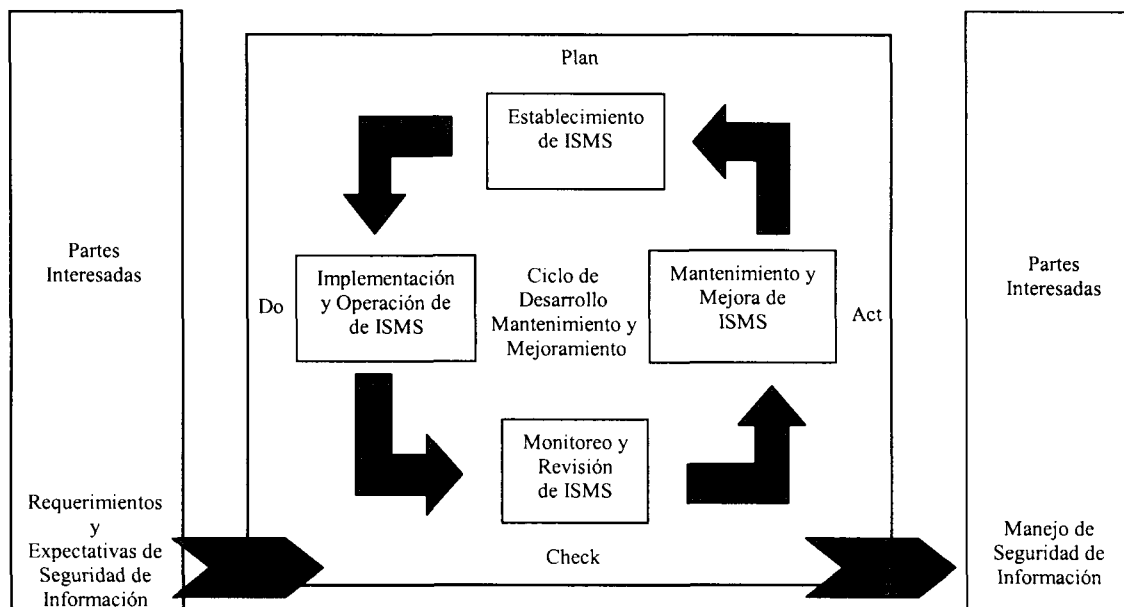 Plan
Establecimiento
de ISMS
Partes
Interesadas
Do
Implementación
y Operación de
de ISMS
Ciclo de
Desarrollo
Mantenimiento y
Mejoramiento
Mantenimiento y
Mejora de
ISMS
Act
Partes
Interesadas
Monitoreo y
Revisión
de ISMS
Check
Requerimientos
y
Expectativas de
Seguridad de
Información
Manejo de
Seguridad de
Información